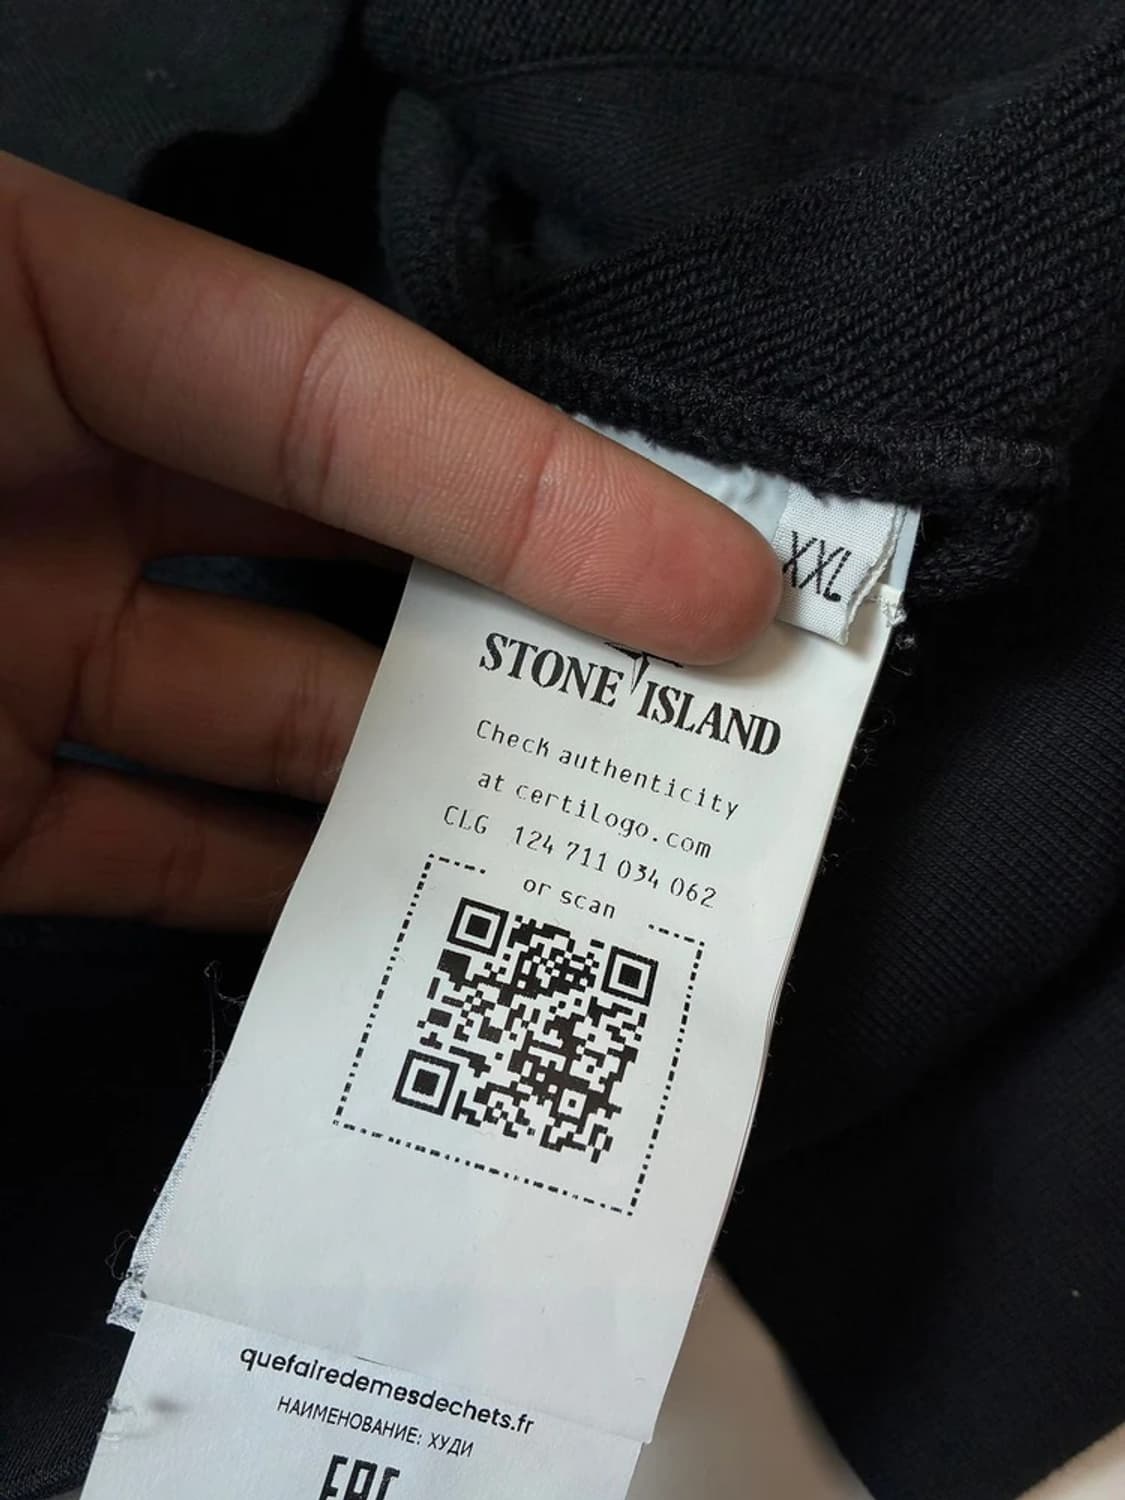 XXL
STONE ISLAND
Check authenticity
at certilogo.com
CLG 124 711 034 062
or scan
quefairedemesdechets.fr
НАИМЕНОВАНИЕ: ХУДИ
EAC